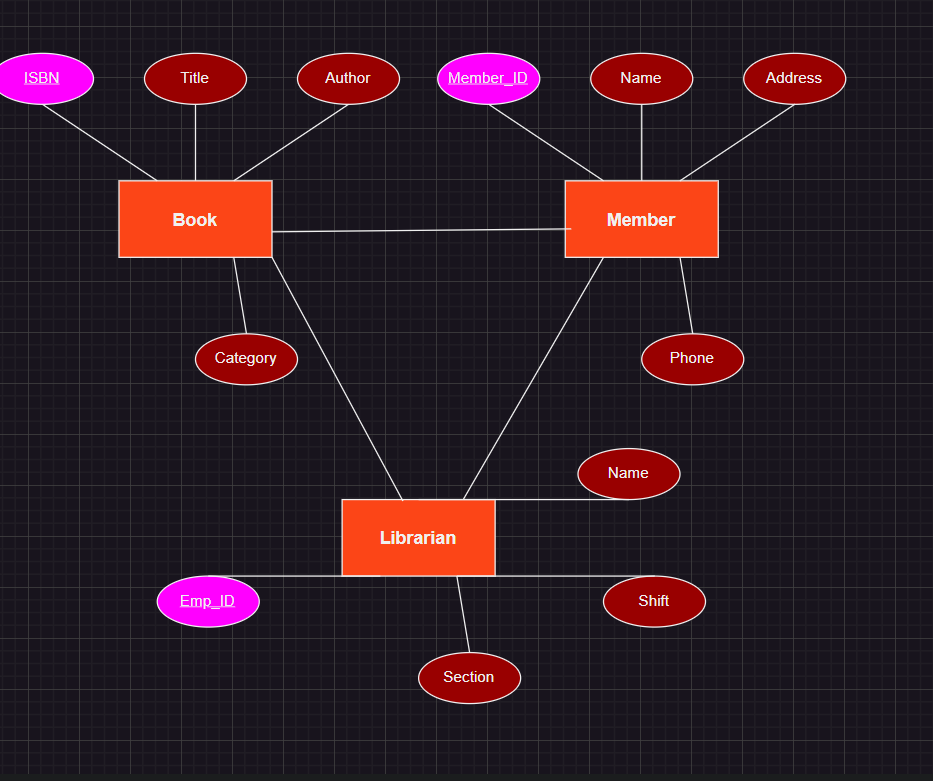 ISBN
Title
Author
Member_ID
Name
Address
Book
Member
Category
Phone
Name
Librarian
Emp_ID
Shift
Section